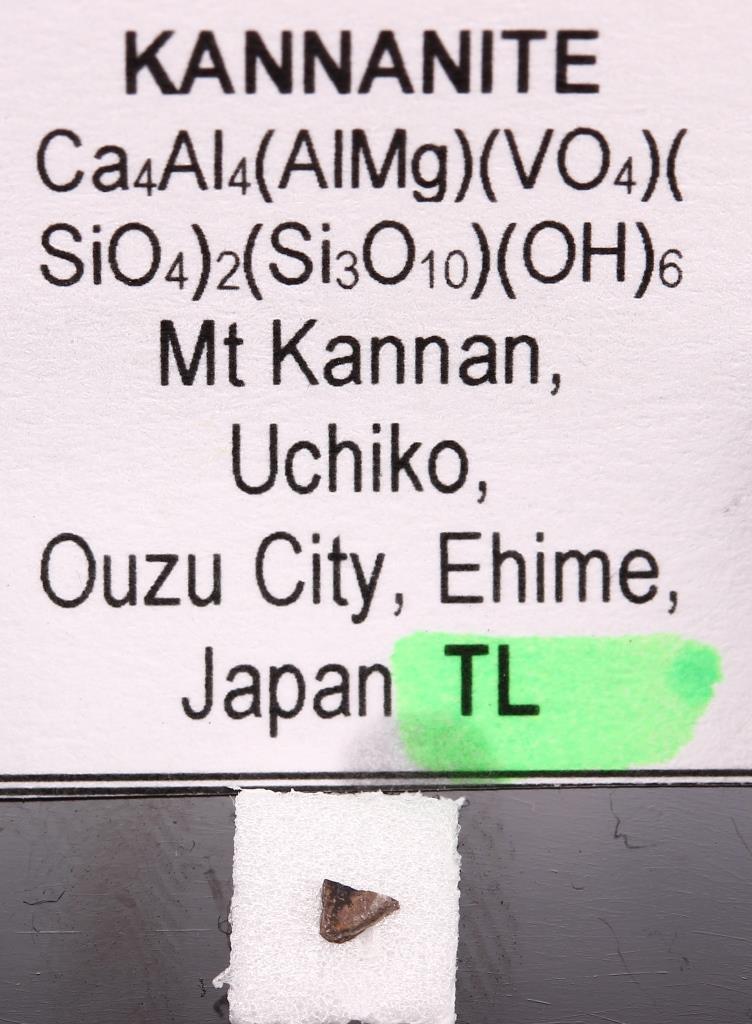 KANNANITE
Ca₄Al₄(AlMg)(VO₄)(
SiO₄)₂(Si₃O₁₀)(OH)₆
Mt Kannan,
Uchiko,
Ouzu City, Ehime,
Japan TL